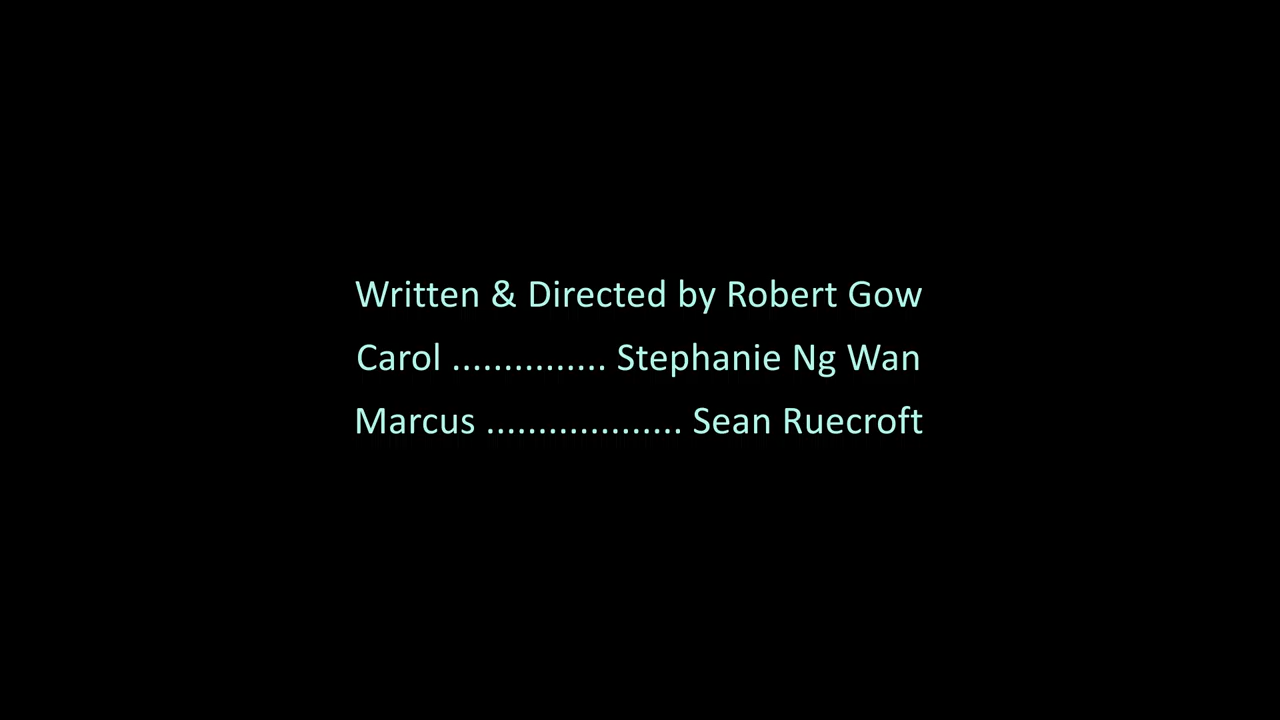 Written & Directed by Robert Gow
Carol ............... Stephanie Ng Wan
Marcus ................... Sean Ruecroft